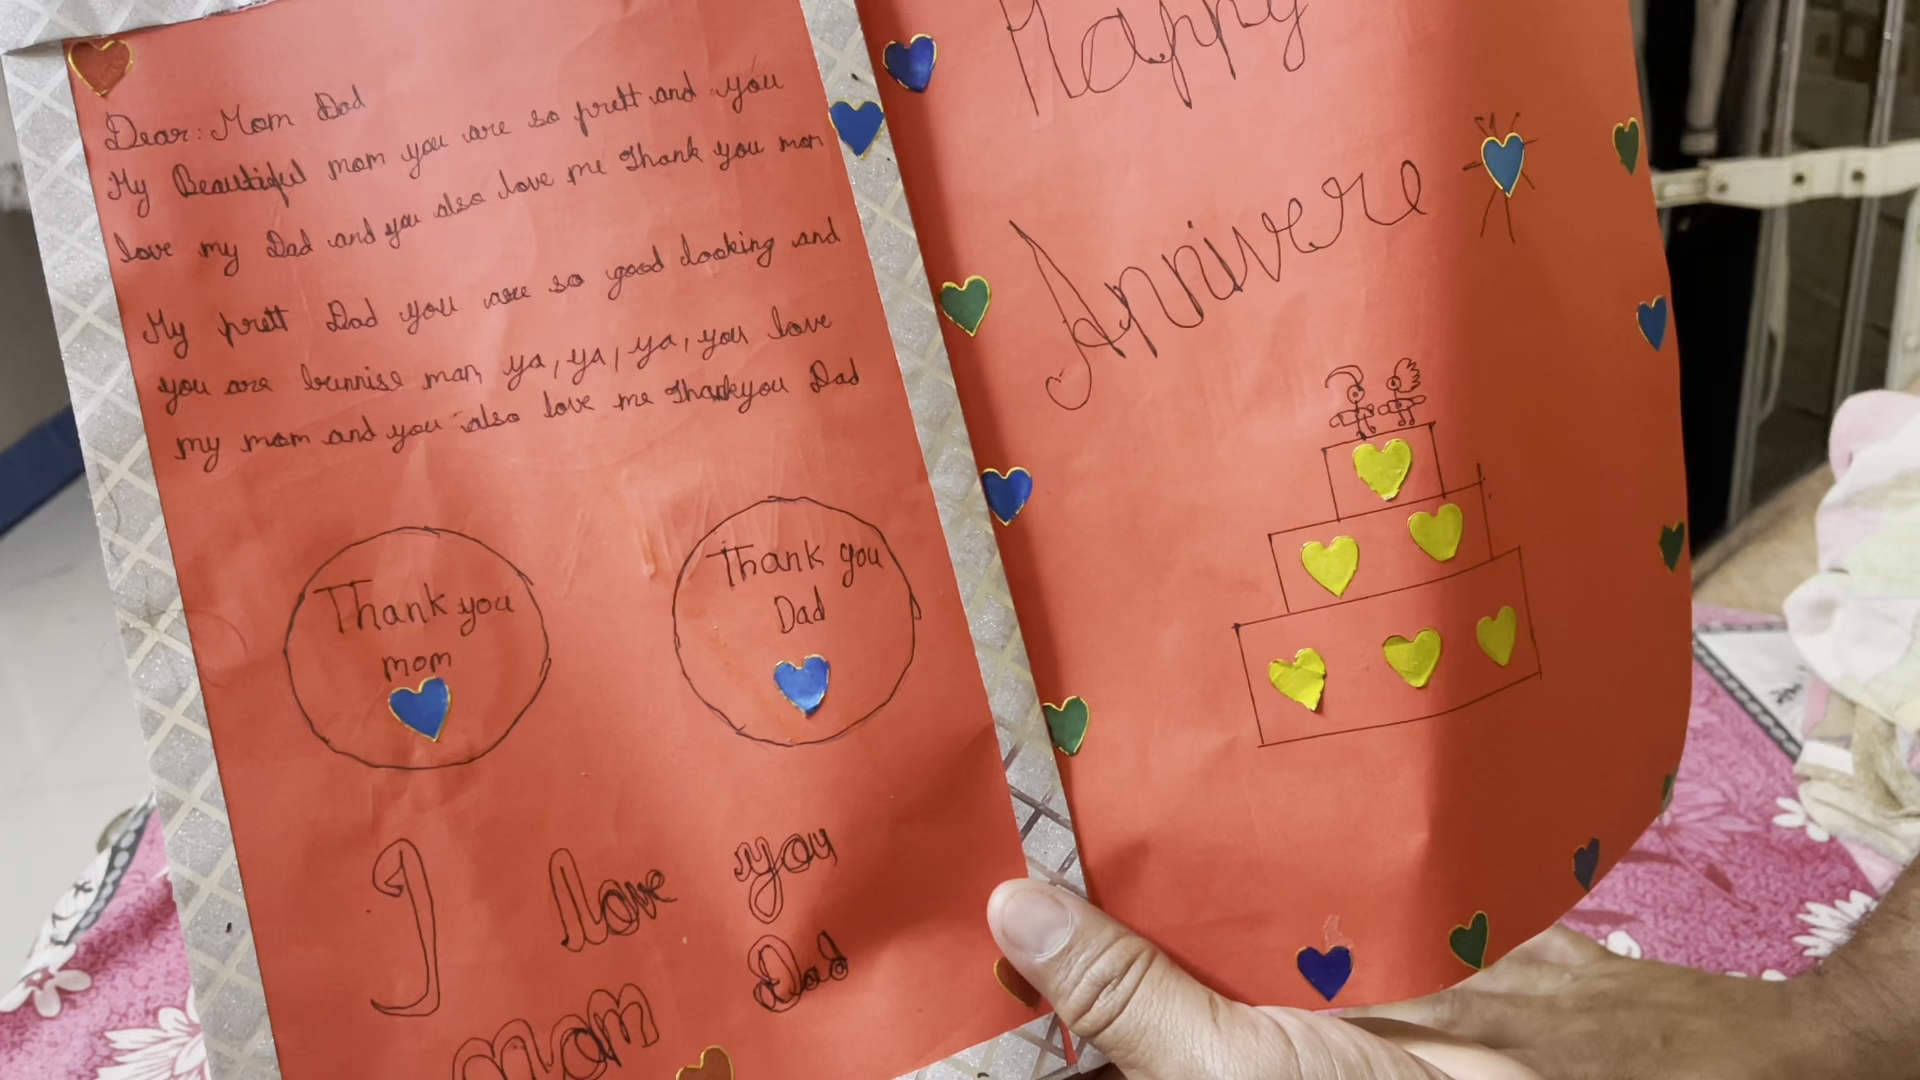 Dear: Mom Dad
My Beautiful mom you are so prett and you
love my Dad and you also love me Thank you mom
My prett Dad you are so good looking and
you are bunnise man ya, ya, ya, you love
my mom and you also love me Thankyou Dad
Thank you
mom
Thank you
Dad
I love you
mom Dad
Happy
Annivere